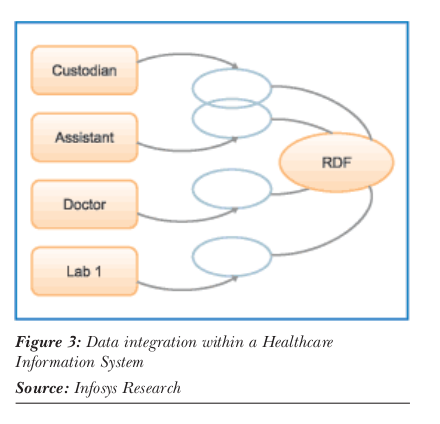 Custodian
Assistant
RDF
Doctor
Lab 1
Figure 3: Data integration within a Healthcare
Information System
Source: Infosys Research